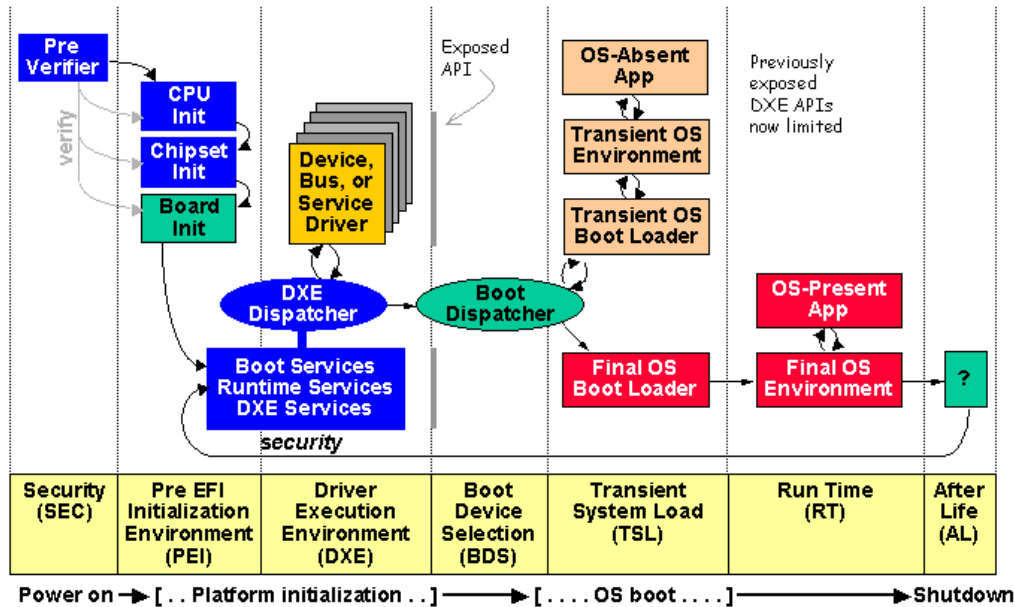 Pre
Verifier
verify
CPU
Init
Chipset
Init
Board
Init
Device,
Bus, or
Service
Driver
Exposed
API
OS-Absent
App
Transient OS
Environment
Transient OS
Boot Loader
Previously
exposed
DXE APIs
now limited
DXE
Dispatcher
Boot
Dispatcher
OS-Present
App
Boot Services
Runtime Services
DXE Services
Final OS
Boot Loader
Final OS
Environment
?
security
Security
(SEC)
Pre EFI
Initialization
Environment
(PEI)
Driver
Execution
Environment
(DXE)
Boot
Device
Selection
(BDS)
Transient
System Load
(TSL)
Run Time
(RT)
After
Life
(AL)
Power on [ . . Platform initialization . . ] [ . . . . OS boot . . . . ] Shutdown